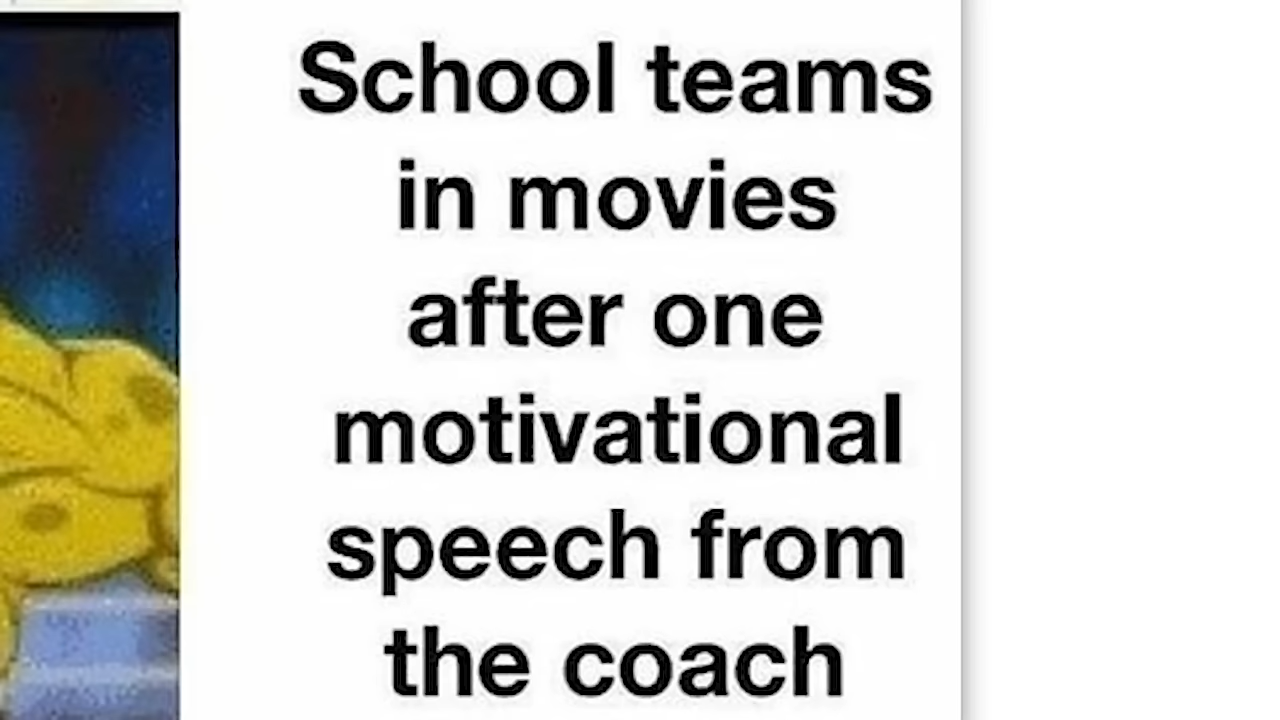 School teams
in movies
after one
motivational
speech from
the coach